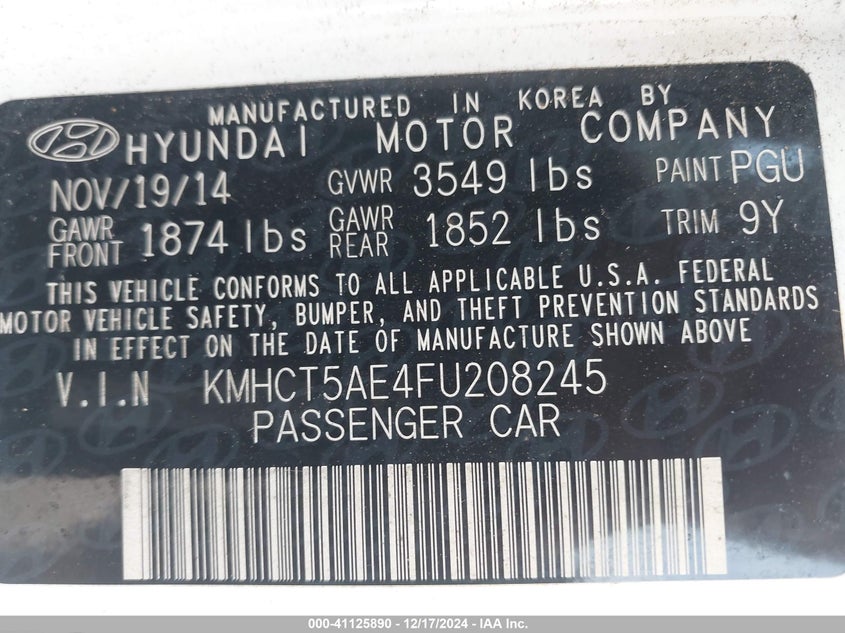 MANUFACTURED IN KOREA BY
HYUNDAI MOTOR COMPANY
NOV/19/14 GVWR 3549 lbs PAINT PGU
GAWR FRONT 1874 lbs GAWR REAR 1852 lbs TRIM 9Y
THIS VEHICLE CONFORMS TO ALL APPLICABLE U.S.A. FEDERAL
MOTOR VEHICLE SAFETY, BUMPER, AND THEFT PREVENTION STANDARDS
IN EFFECT ON THE DATE OF MANUFACTURE SHOWN ABOVE
V.I.N KMHCT5AE4FU208245
PASSENGER CAR
000-41125890 - 12/17/2024 - IAA Inc.